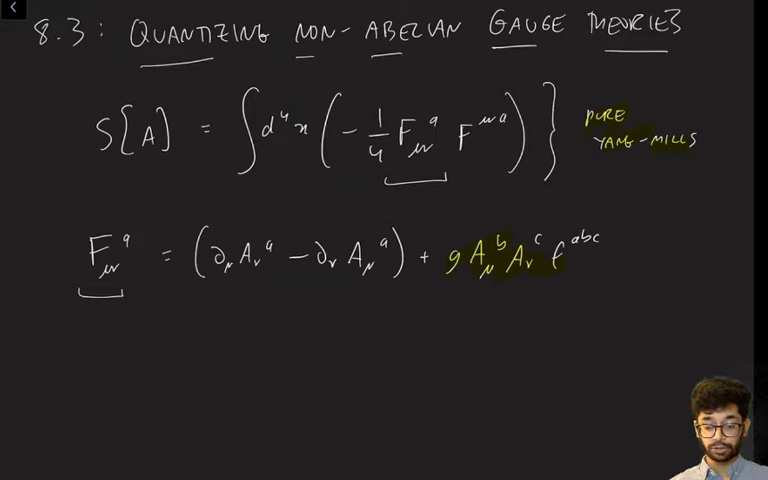 8.3: QUANTIZING NON-ABELIAN GAUGE THEORIES
S[A] = ∫d⁴x (-1/4 F_μν^a F^μνa) } PURE YANG-MILLS
F_μν^a = (∂_μ A_ν^a - ∂_ν A_μ^a) + g A_μ^b A_ν^c f^abc